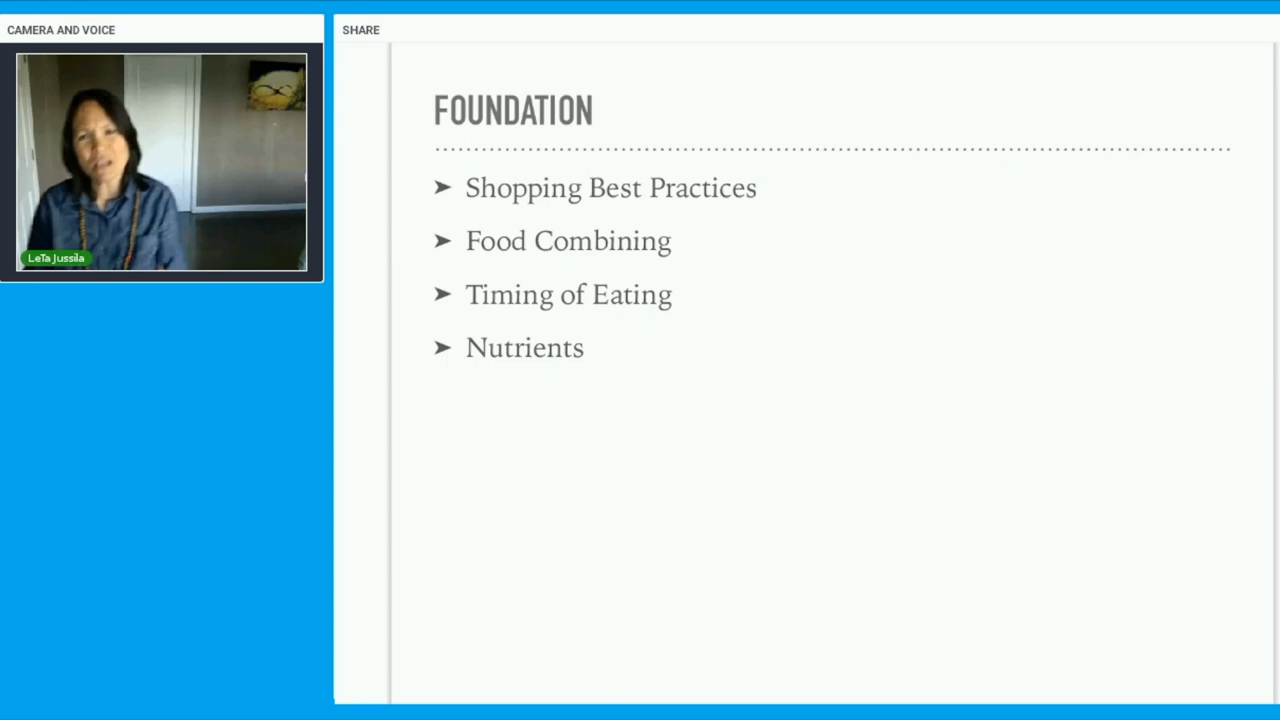 CAMERA AND VOICE
LeTa Jussila
SHARE
FOUNDATION
➤ Shopping Best Practices
➤ Food Combining
➤ Timing of Eating
➤ Nutrients